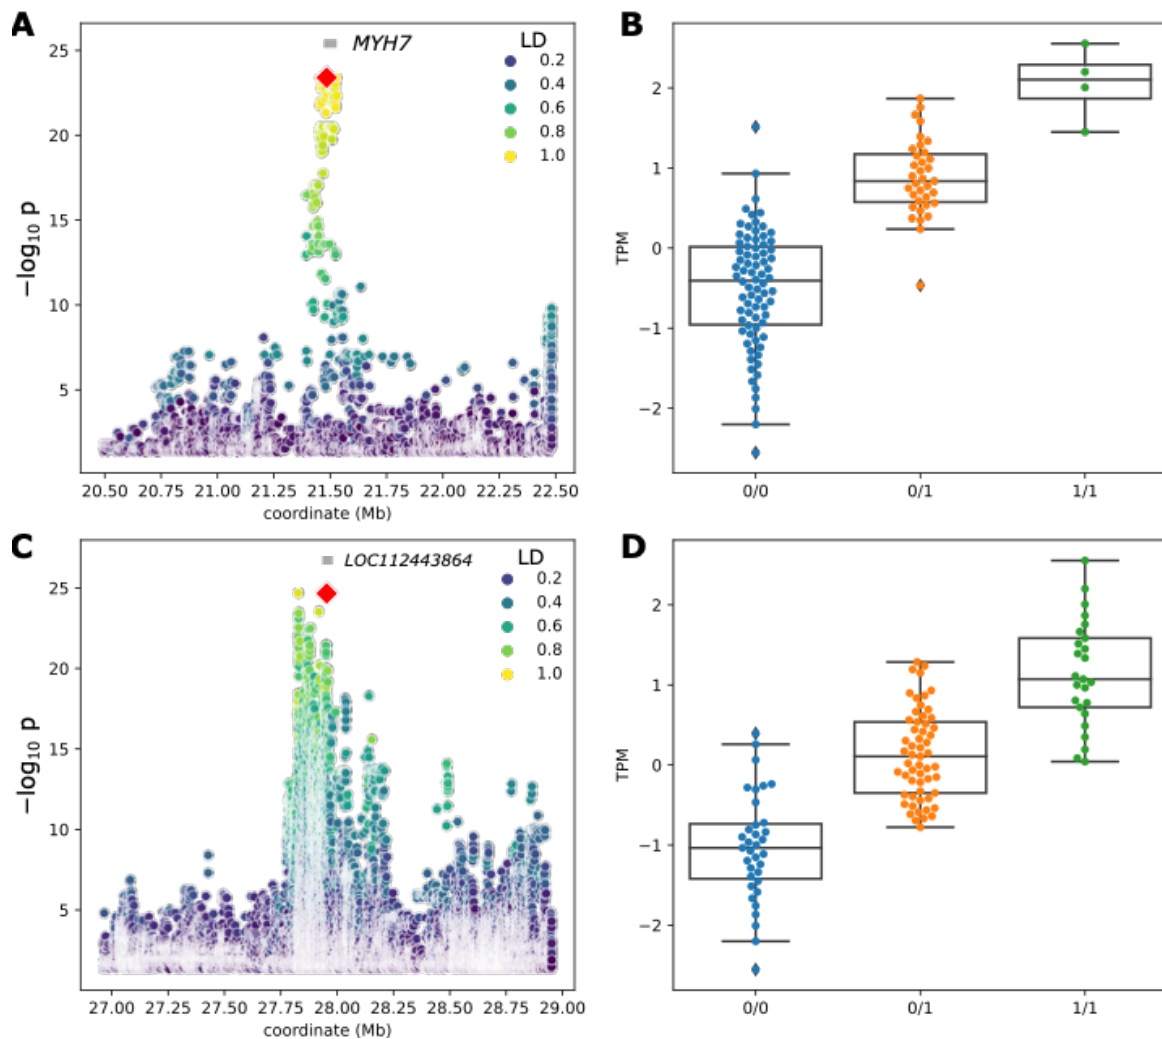 A
MYH7
LD
0.2
0.4
0.6
0.8
1.0
25
20
15
10
5
−log10 p
20.50 20.75 21.00 21.25 21.50 21.75 22.00 22.25 22.50
coordinate (Mb)
B
2
1
0
−1
−2
TPM
0/0 0/1 1/1
C
LOC112443864
LD
0.2
0.4
0.6
0.8
1.0
25
20
15
10
5
−log10 p
27.00 27.25 27.50 27.75 28.00 28.25 28.50 28.75 29.00
coordinate (Mb)
D
2
1
0
−1
−2
TPM
0/0 0/1 1/1